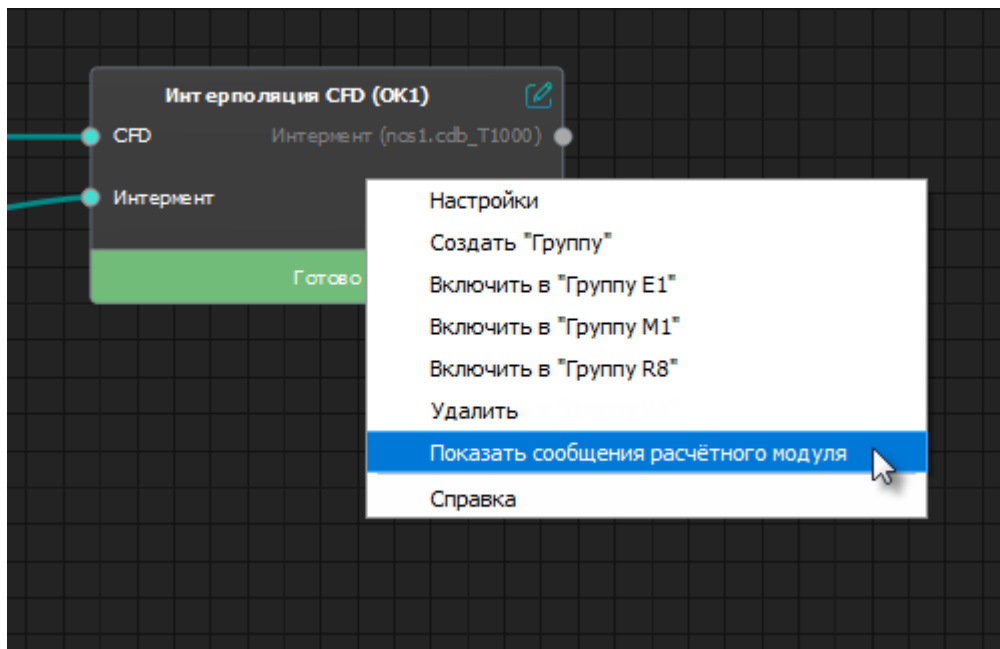 Интерполяция CFD (ОК1)
CFD Интермент (nos1.cdb_T1000)
Интермент
Готово
Настройки
Создать "Группу"
Включить в "Группу E1"
Включить в "Группу M1"
Включить в "Группу R8"
Удалить
Показать сообщения расчётного модуля
Справка